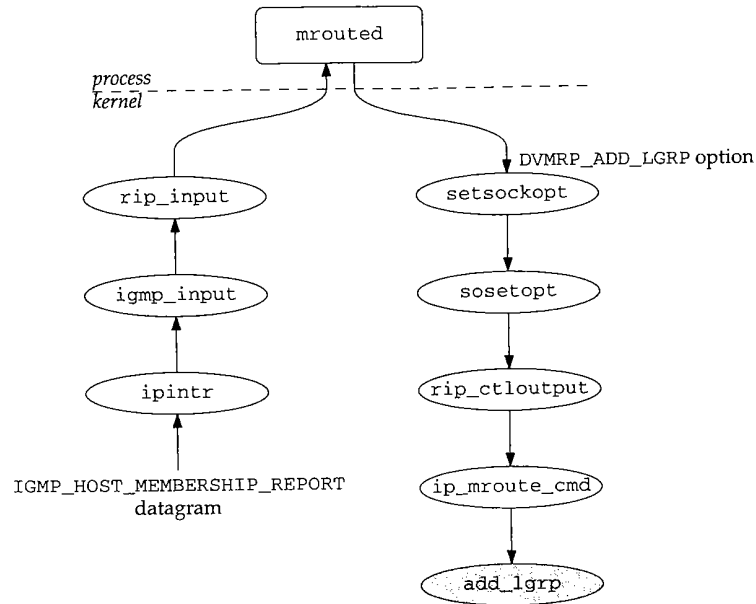 mrouted
process
kernel
DVMRP_ADD_LGRP option
rip_input
setsockopt
igmp_input
sosetopt
ipintr
rip_ctloutput
IGMP_HOST_MEMBERSHIP_REPORT
datagram
ip_mroute_cmd
add_lgrp